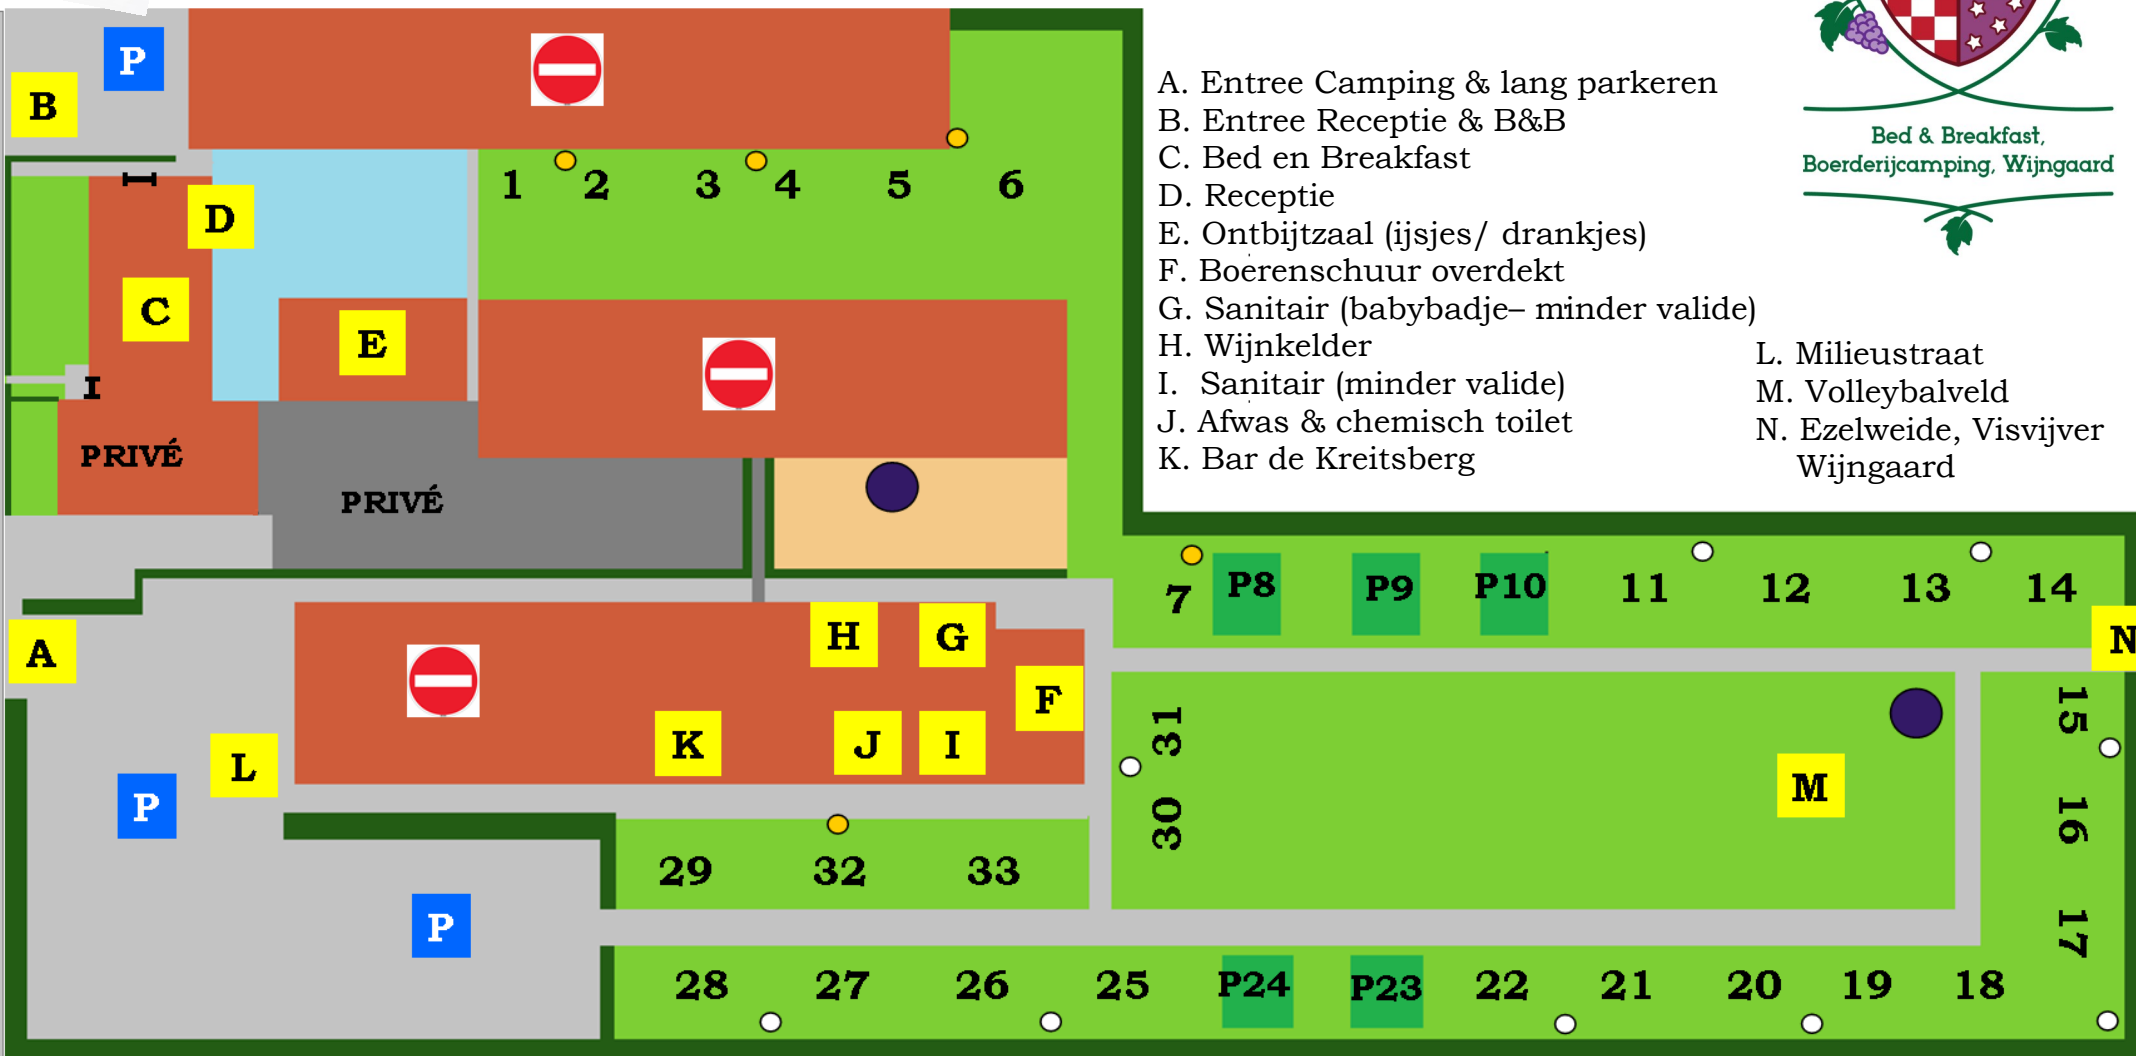 P
B
1 2 3 4 5 6
D
C
E
I
I
PRIVÉ
PRIVÉ
A. Entree Camping & lang parkeren
B. Entree Receptie & B&B
C. Bed en Breakfast
D. Receptie
E. Ontbijtzaal (ijsjes/ drankjes)
F. Boerenschuur overdekt
G. Sanitair (babybadje– minder valide)
H. Wijnkelder
I. Sanitair (minder valide)
J. Afwas & chemisch toilet
K. Bar de Kreitsberg
L. Milieustraat
M. Volleybalveld
N. Ezelweide, Visvijver
Wijngaard
Bed & Breakfast,
Boerderijcamping, Wijngaard
7 P8 P9 P10 11 12 13 14
A
H G
N
F
K J I
L
P
31
30
M
15
16
17
29 32 33
P
28 27 26 25 P24 P23 22 21 20 19 18